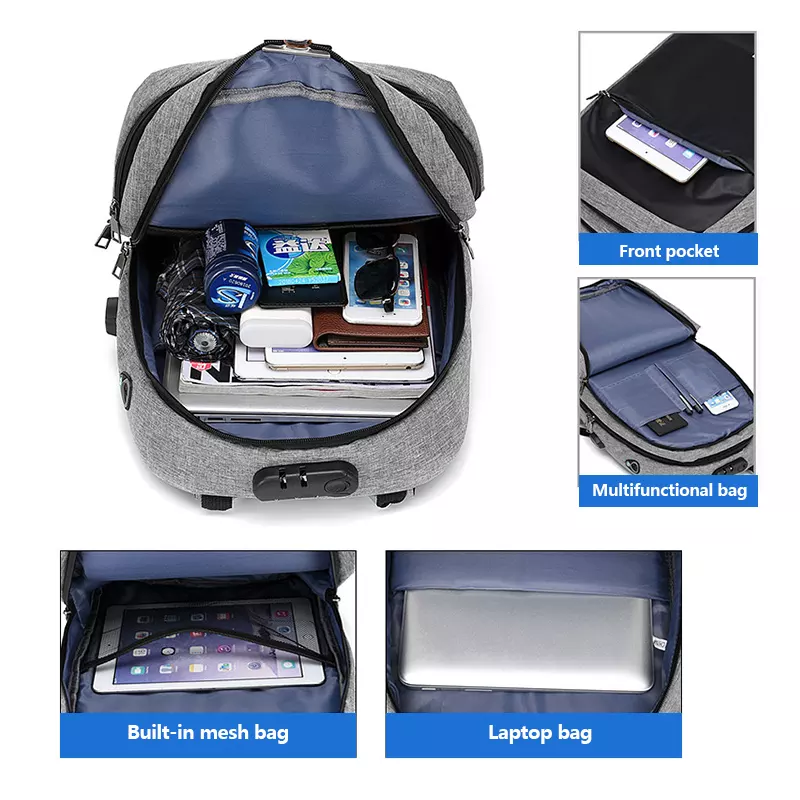 Front pocket
Multifunctional bag
Built-in mesh bag
Laptop bag